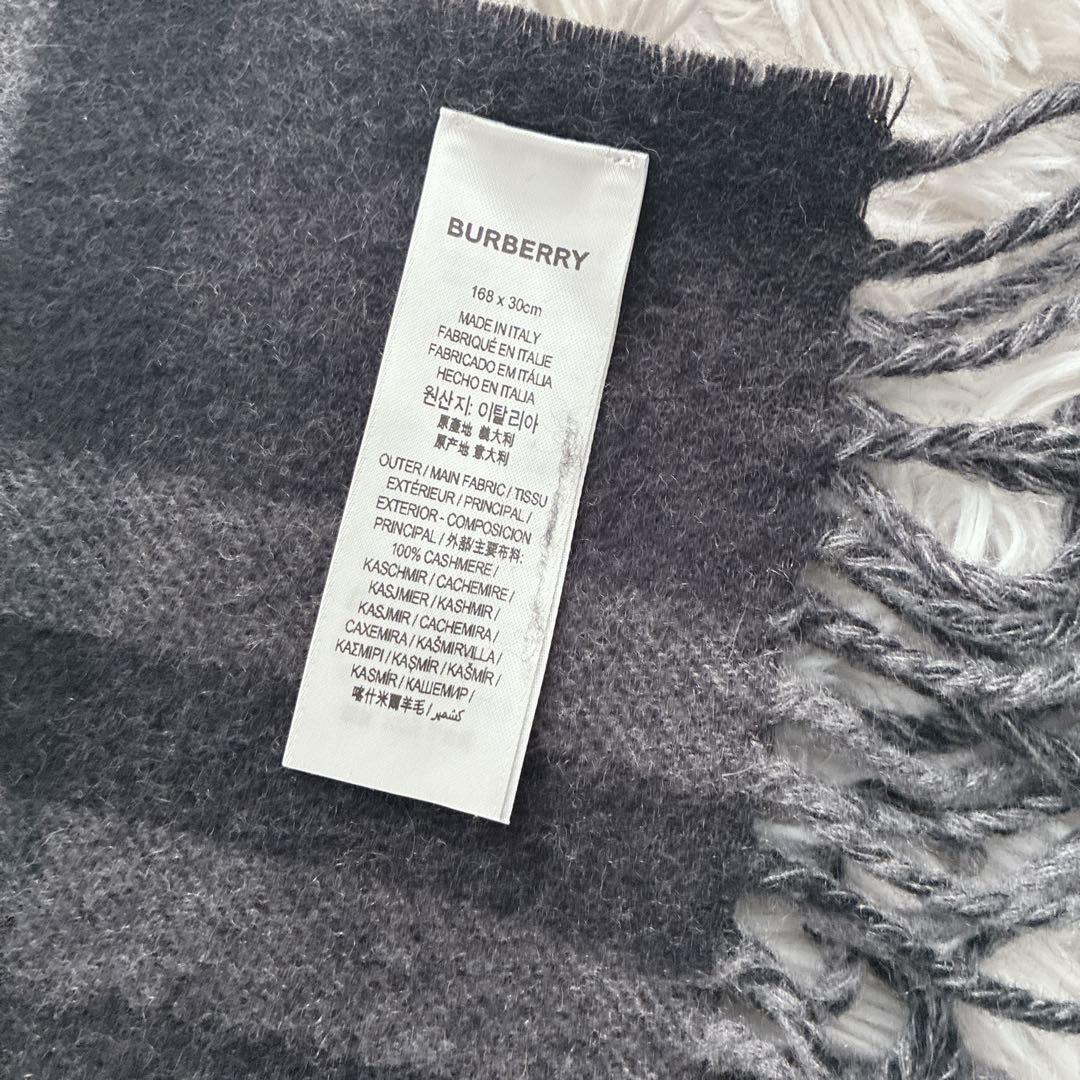 BURBERRY
168 x 30cm
MADE IN ITALY
FABRIQUÉ EN ITALIE
FABRICADO EM ITÁLIA
HECHO EN ITALIA
원산지: 이탈리아
原產地 義大利
原产地 意大利
OUTER / MAIN FABRIC / TISSU
EXTÉRIEUR / PRINCIPAL /
EXTERIOR - COMPOSICION
PRINCIPAL / 外部/主要布料:
100% CASHMERE /
KASCHMIR / CACHEMIRE /
KASJMIER / KASHMIR /
KASJMIR / CACHEMIRA /
CAXEMIRA / KAŠMIRVILLA /
ΚΑΣΜΙΡΙ / KAŞMİR / KAŠMÍR /
KASMÍR / КАШЕМИР /
喀什米爾羊毛 / كشمير